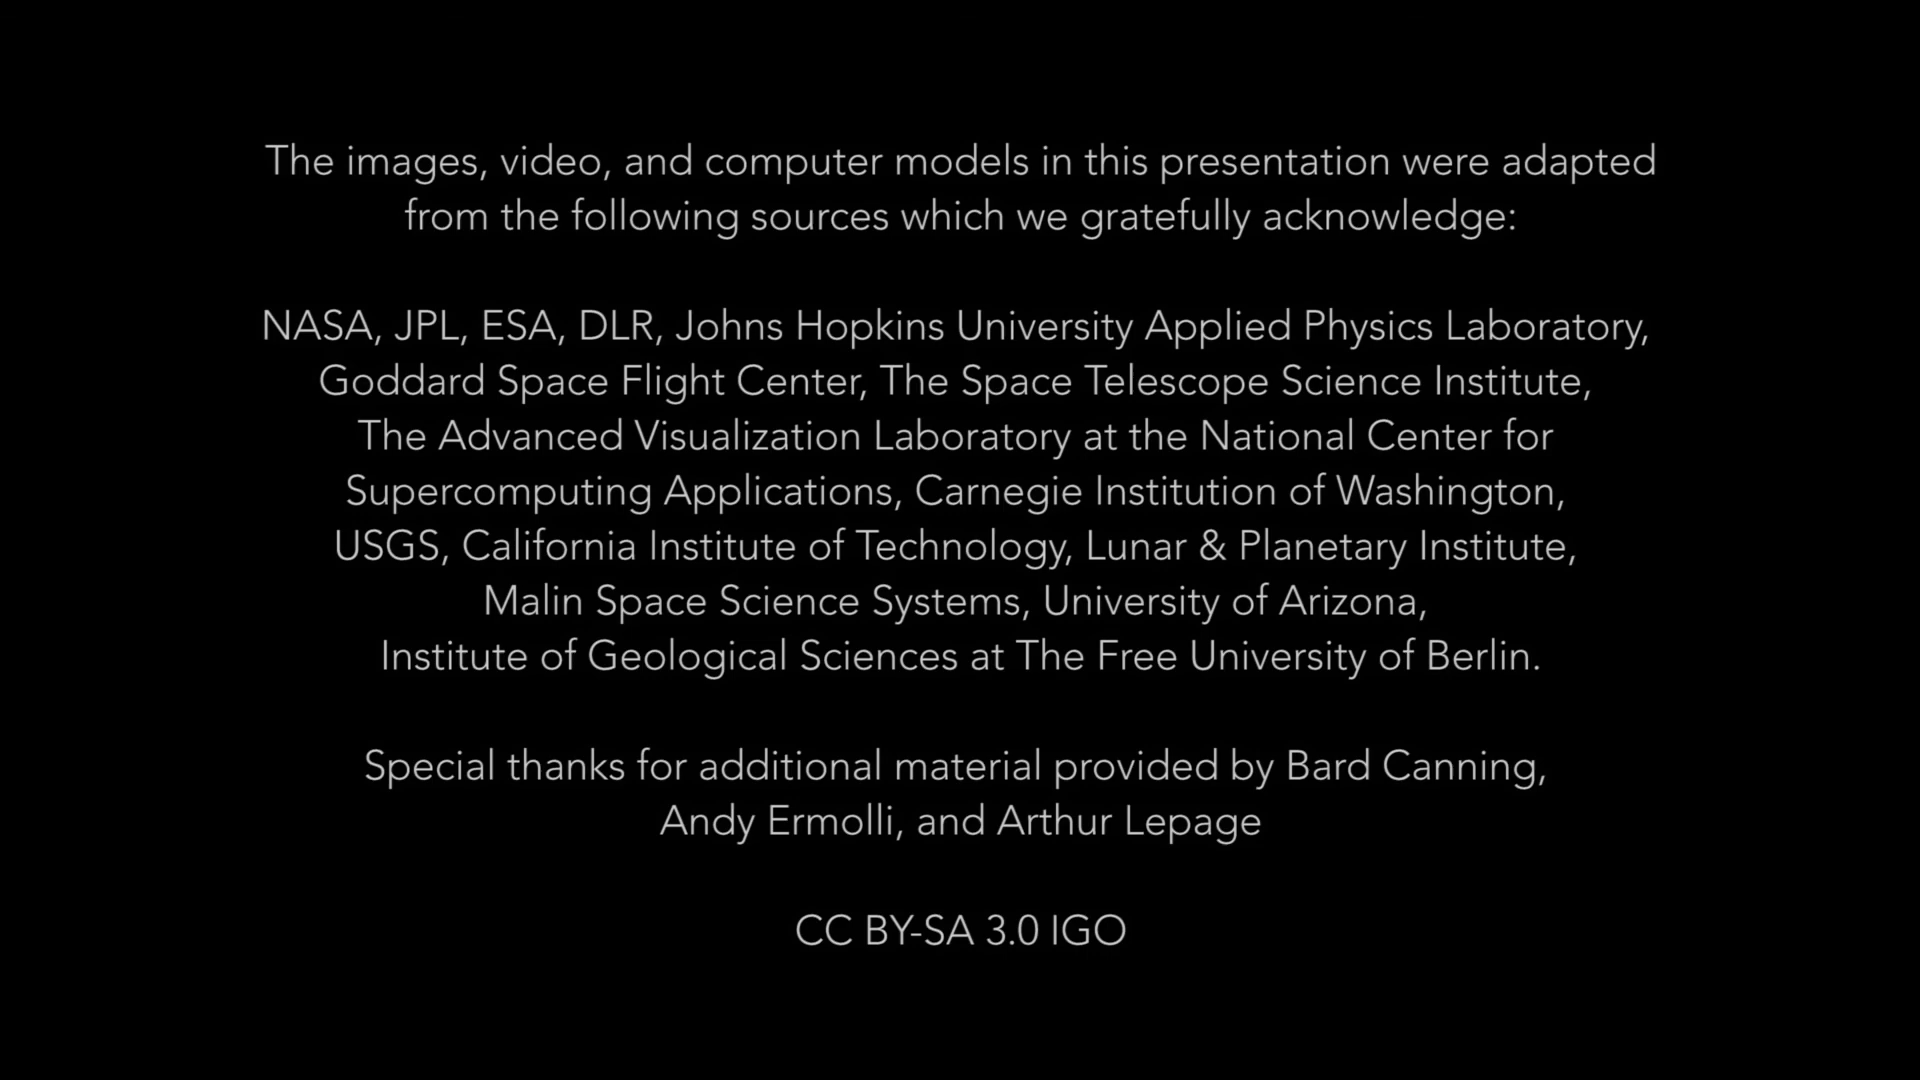 The images, video, and computer models in this presentation were adapted
from the following sources which we gratefully acknowledge:
NASA, JPL, ESA, DLR, Johns Hopkins University Applied Physics Laboratory,
Goddard Space Flight Center, The Space Telescope Science Institute,
The Advanced Visualization Laboratory at the National Center for
Supercomputing Applications, Carnegie Institution of Washington,
USGS, California Institute of Technology, Lunar & Planetary Institute,
Malin Space Science Systems, University of Arizona,
Institute of Geological Sciences at The Free University of Berlin.
Special thanks for additional material provided by Bard Canning,
Andy Ermolli, and Arthur Lepage
CC BY-SA 3.0 IGO